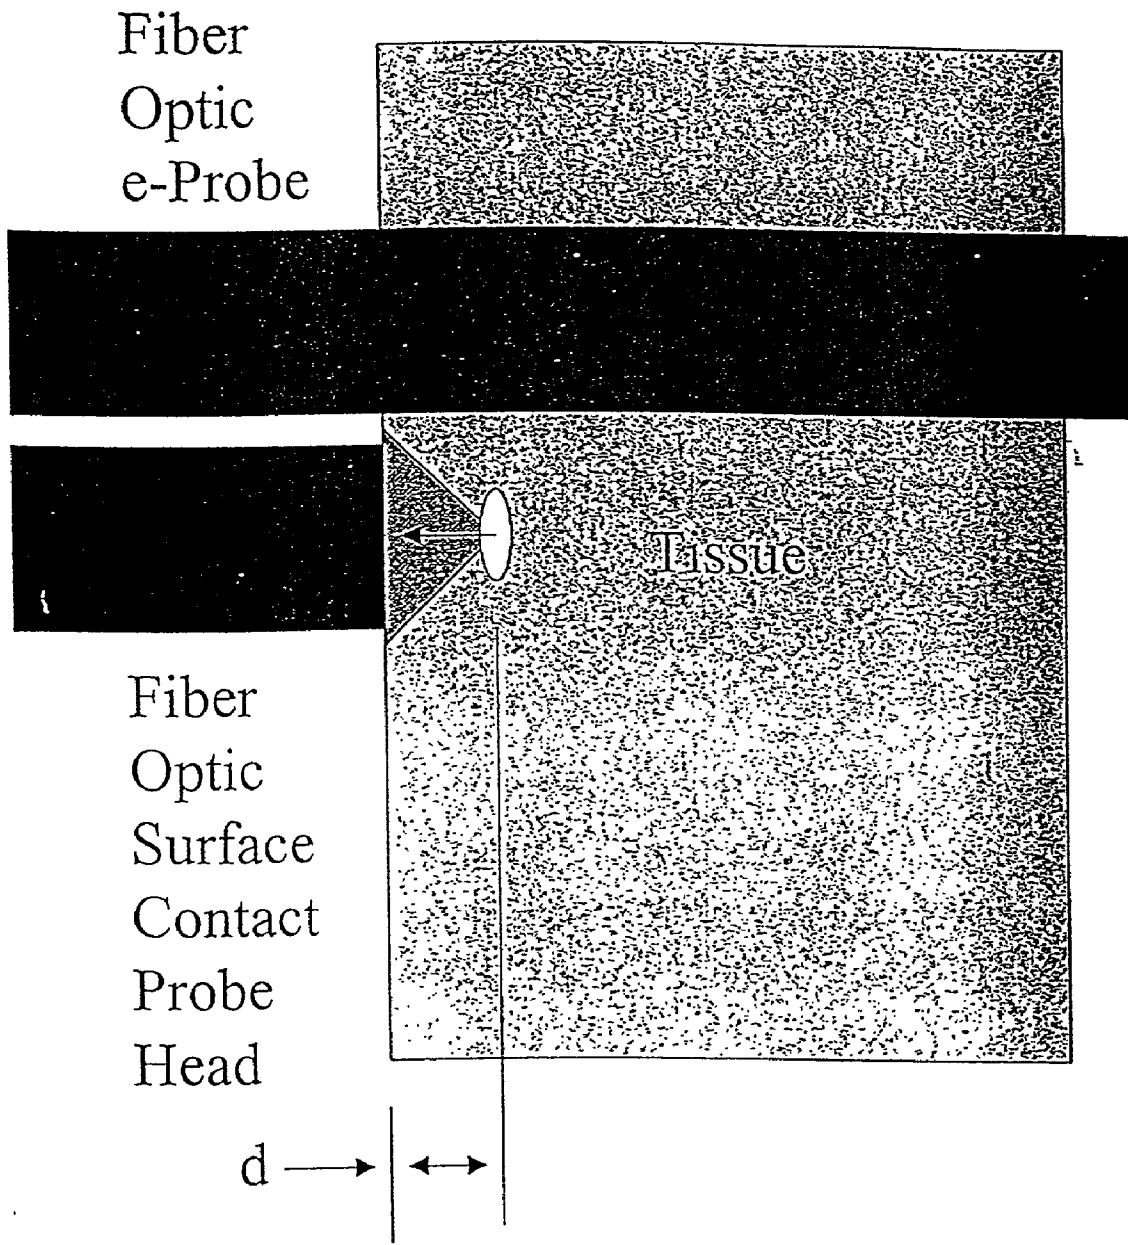 Fiber
Optic
e-Probe
Tissue
Fiber
Optic
Surface
Contact
Probe
Head
d